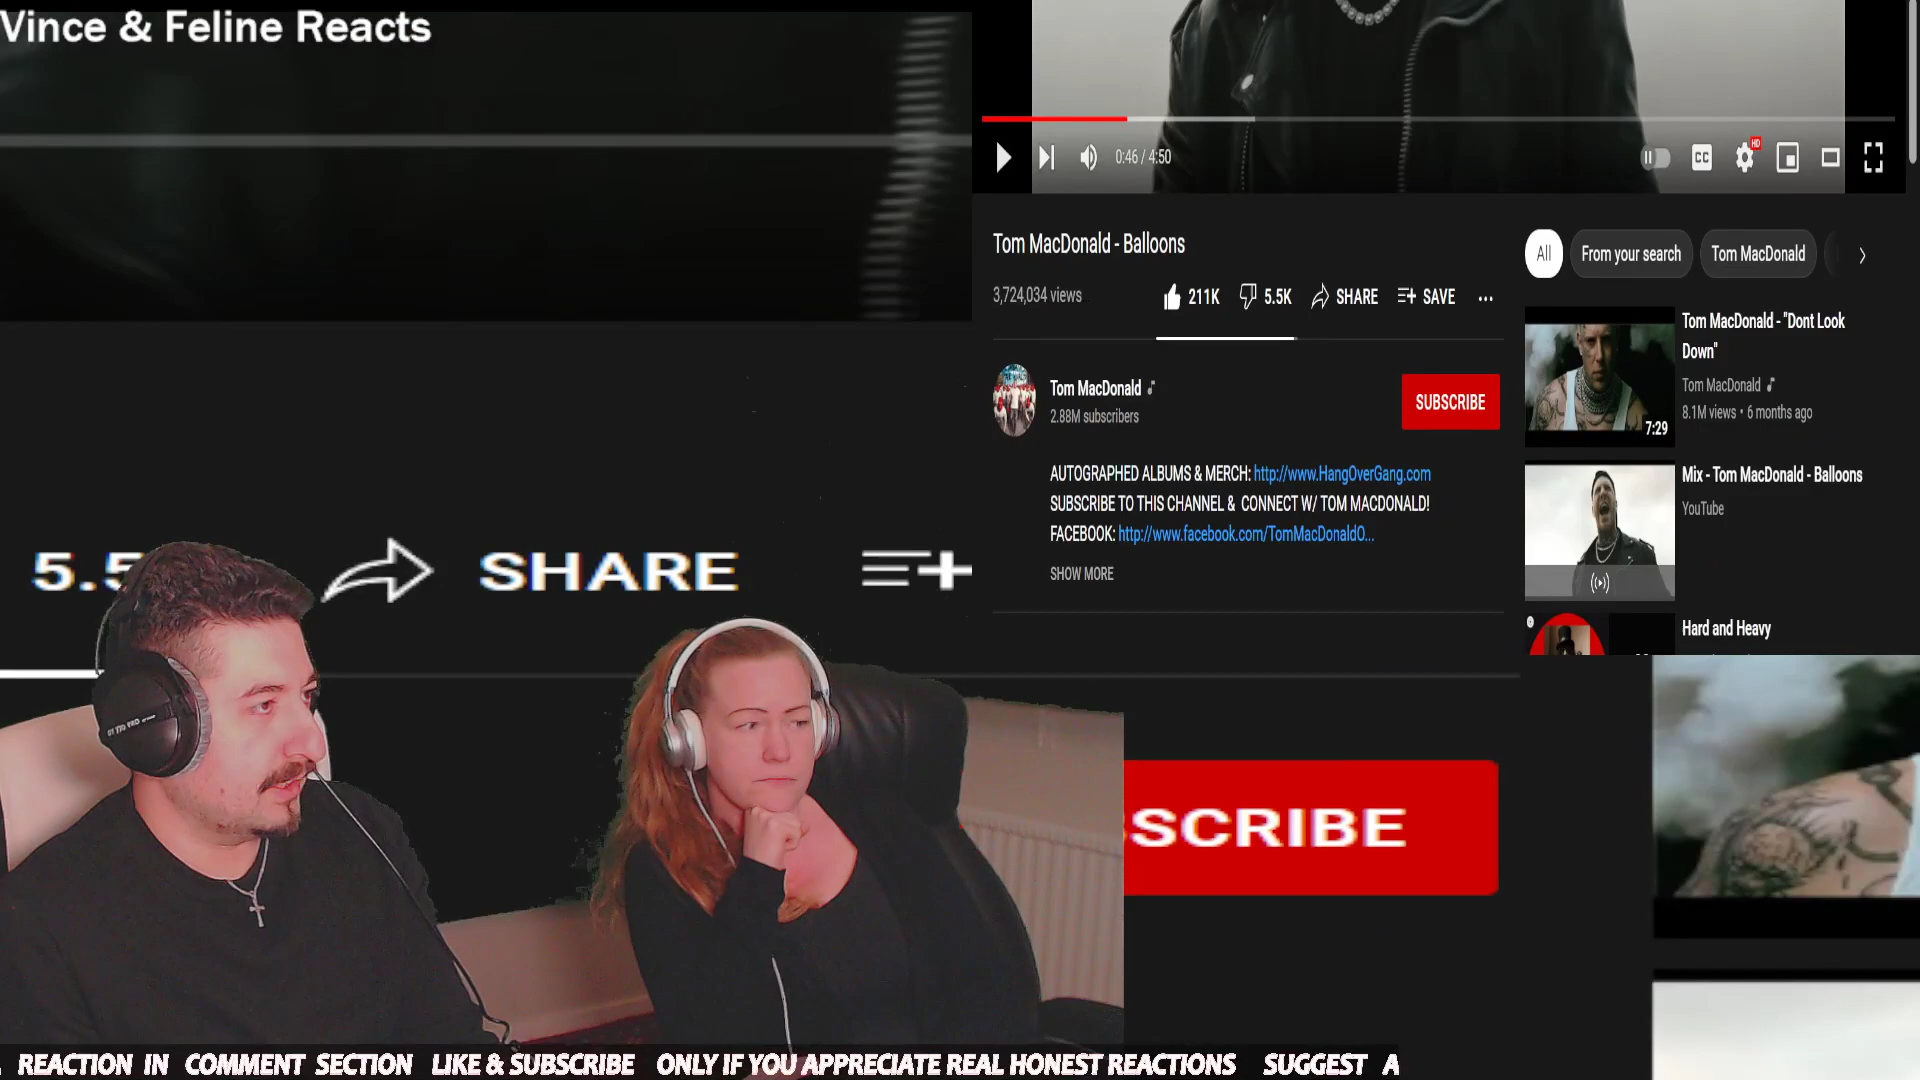 Vince & Feline Reacts
0:46 / 4:50
CC
HD
Tom MacDonald - Balloons
3,724,034 views
211K
5.5K
SHARE
SAVE
Tom MacDonald
2.88M subscribers
SUBSCRIBE
AUTOGRAPHED ALBUMS & MERCH: http://www.HangOverGang.com
SUBSCRIBE TO THIS CHANNEL & CONNECT W/ TOM MACDONALD!
FACEBOOK: http://www.facebook.com/TomMacDonaldO...
SHOW MORE
All
From your search
Tom MacDonald
Tom MacDonald - "Dont Look
Down"
Tom MacDonald
8.1M views • 6 months ago
7:29
Mix - Tom MacDonald - Balloons
YouTube
Hard and Heavy
5.5
SHARE
SCRIBE
REACTION IN COMMENT SECTION LIKE & SUBSCRIBE ONLY IF YOU APPRECIATE REAL HONEST REACTIONS SUGGEST A